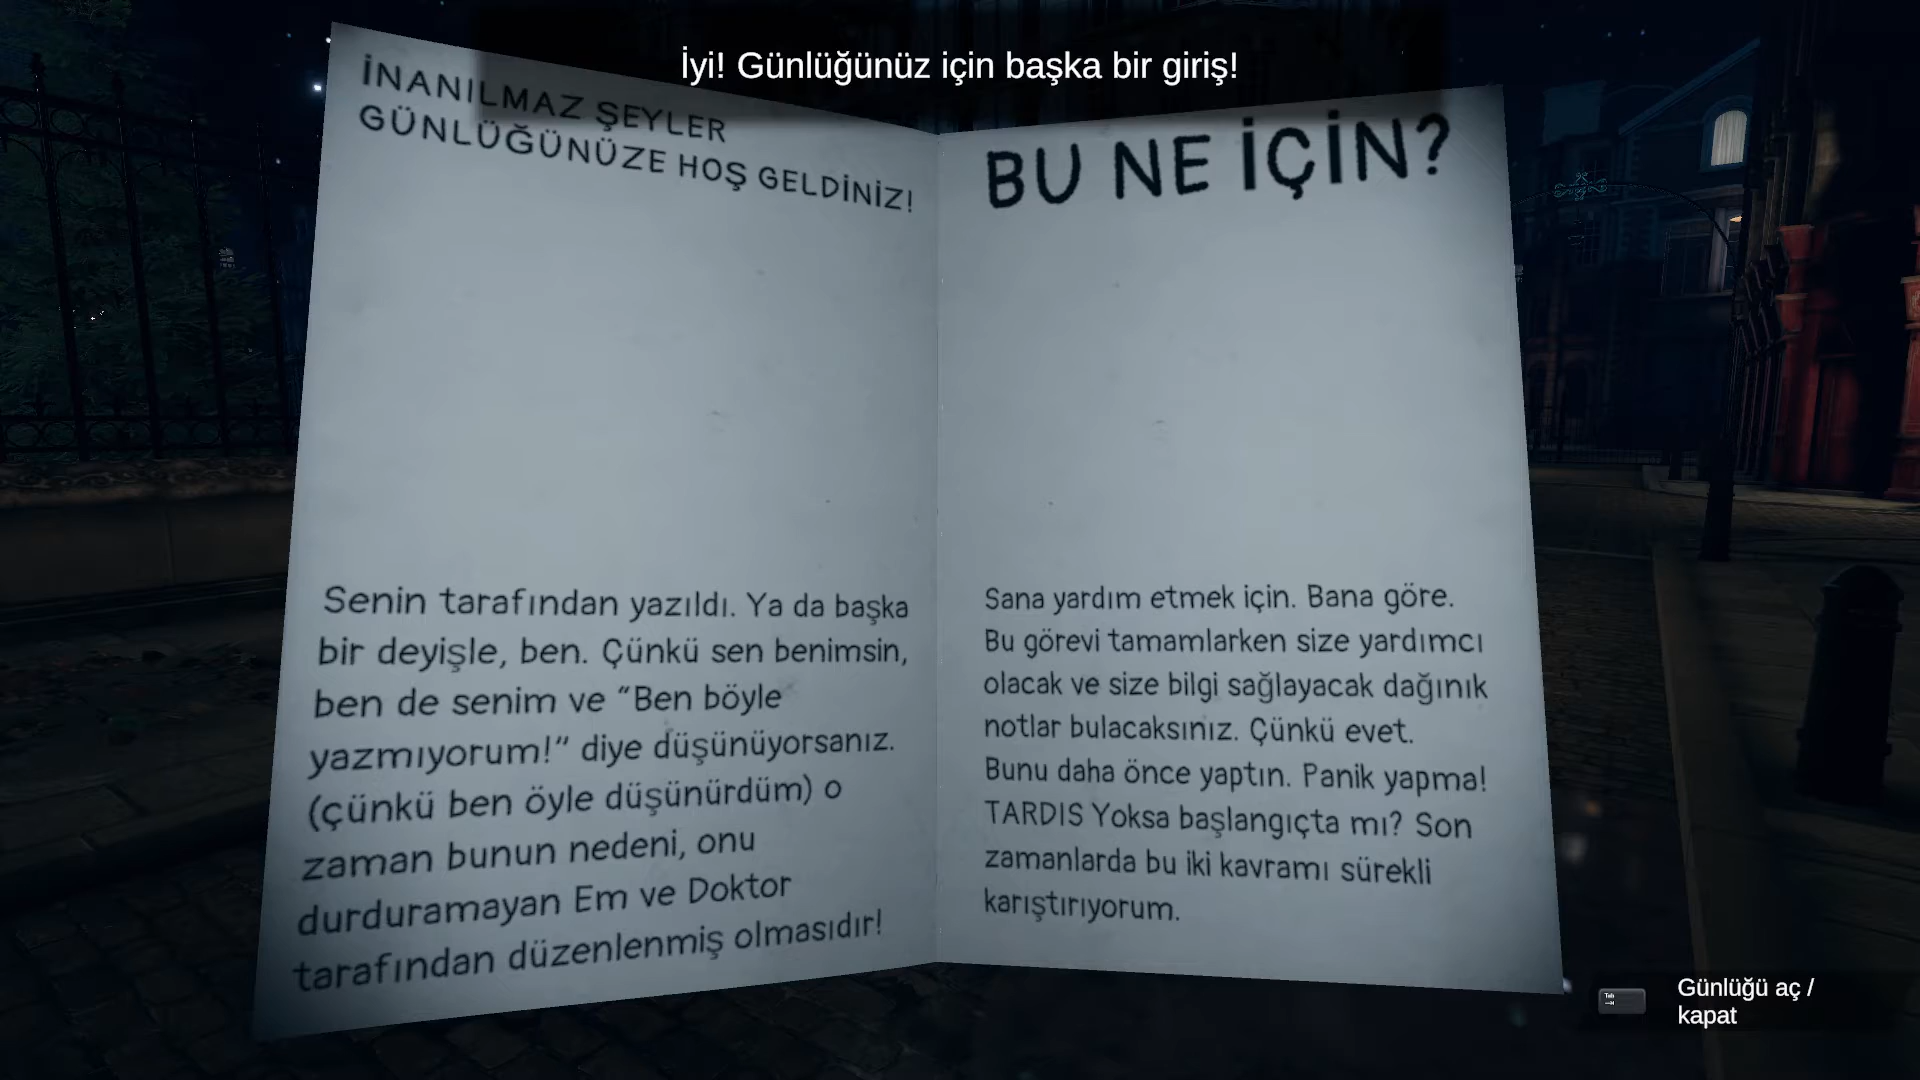 İyi! Günlüğünüz için başka bir giriş!
İNANILMAZ ŞEYLER
GÜNLÜĞÜNÜZE HOŞ GELDİNİZ!
Senin tarafından yazıldı. Ya da başka
bir deyişle, ben. Çünkü sen benimsin,
ben de senim ve “Ben böyle
yazmıyorum!” diye düşünüyorsanız.
(çünkü ben öyle düşünürdüm) o
zaman bunun nedeni, onu
durduramayan Em ve Doktor
tarafından düzenlenmiş olmasıdır!
BU NE İÇİN?
Sana yardım etmek için. Bana göre.
Bu görevi tamamlarken size yardımcı
olacak ve size bilgi sağlayacak dağınık
notlar bulacaksınız. Çünkü evet.
Bunu daha önce yaptın. Panik yapma!
TARDIS Yoksa başlangıçta mı? Son
zamanlarda bu iki kavramı sürekli
karıştırıyorum.
Tab
Günlüğü aç /
kapat